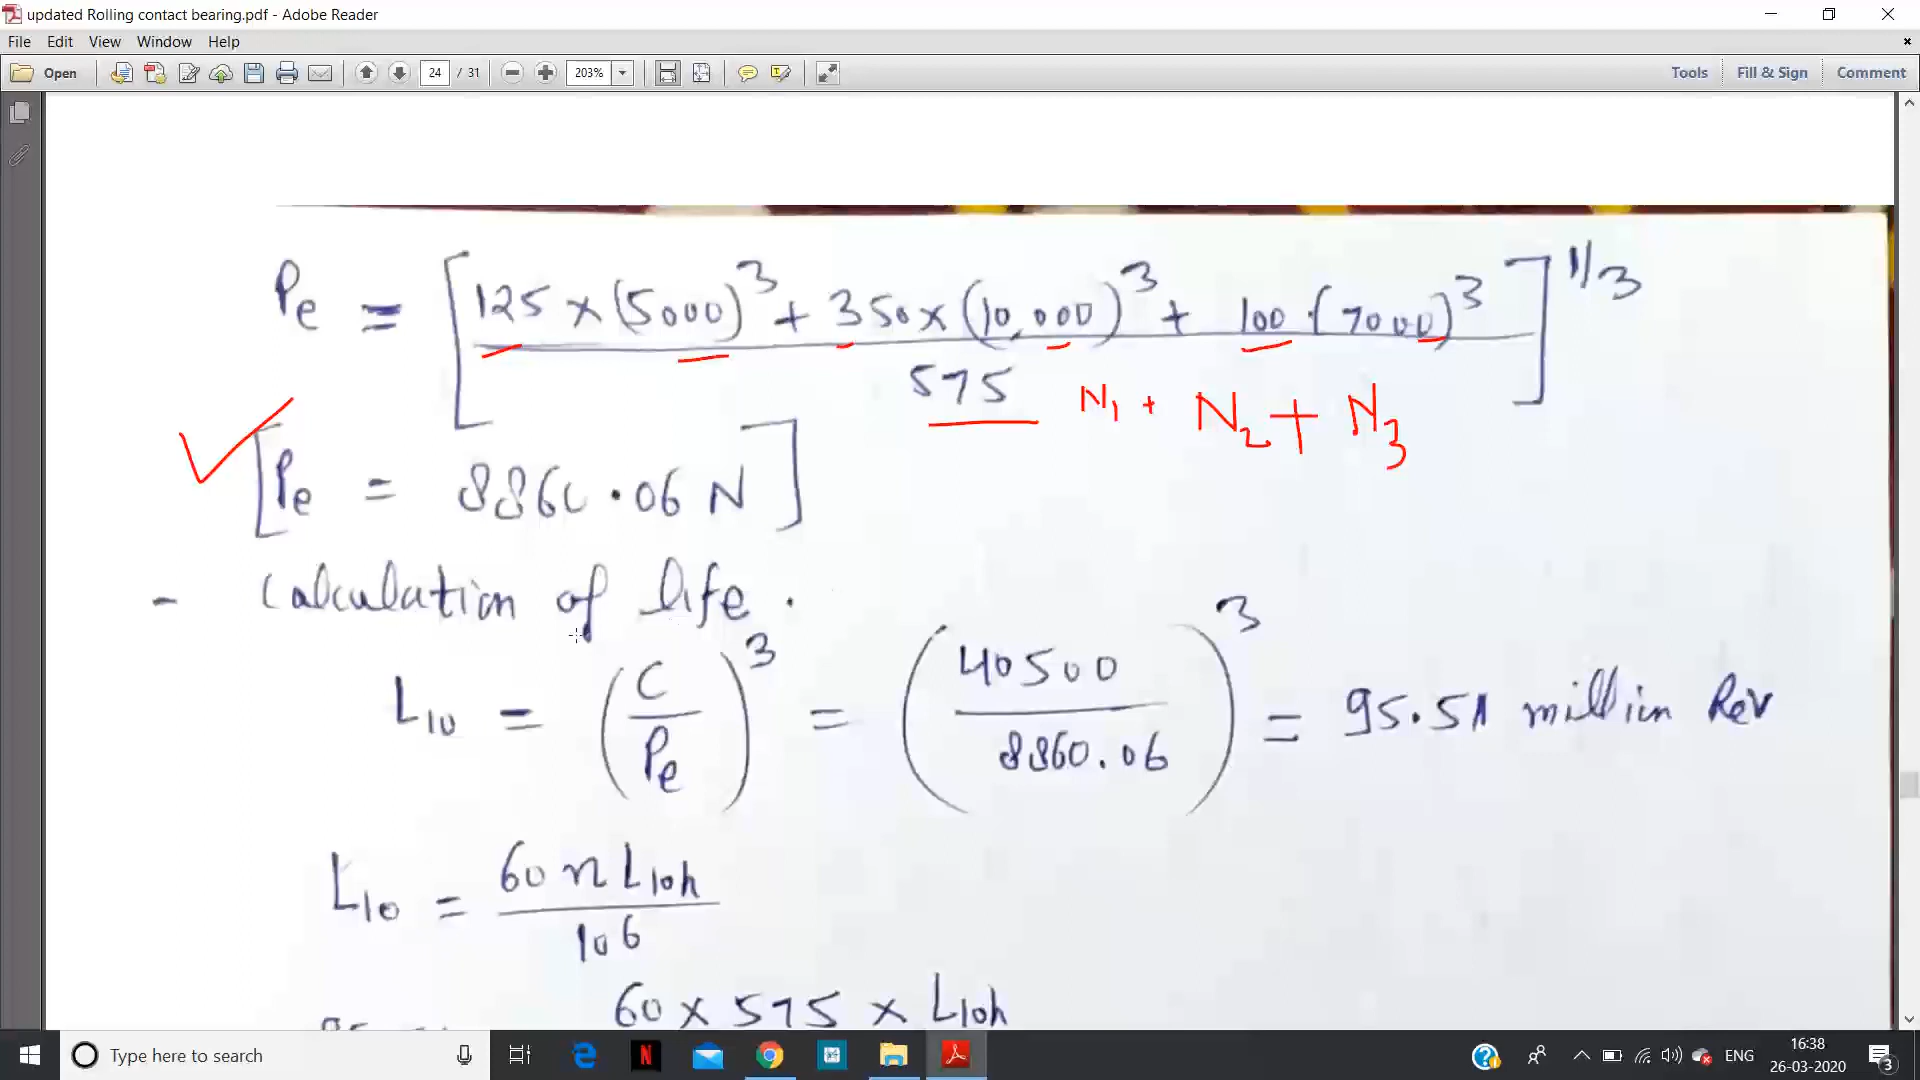 updated Rolling contact bearing.pdf - Adobe Reader
File Edit View Window Help
Open 24 / 31 203% Tools Fill & Sign Comment
Pe = [125 × (5000)^3 + 350 × (10,000)^3 + 100 · (7000)^3 / 575]^1/3
N1 + N2 + N3
[Pe = 8860.06 N]
- Calculation of life.
L10 = (C / Pe)^3 = (40500 / 8860.06)^3 = 95.51 million Rev
L10 = 60 n L10h / 10^6
60 × 575 × L10h
Type here to search
ENG 16:38
26-03-2020
3